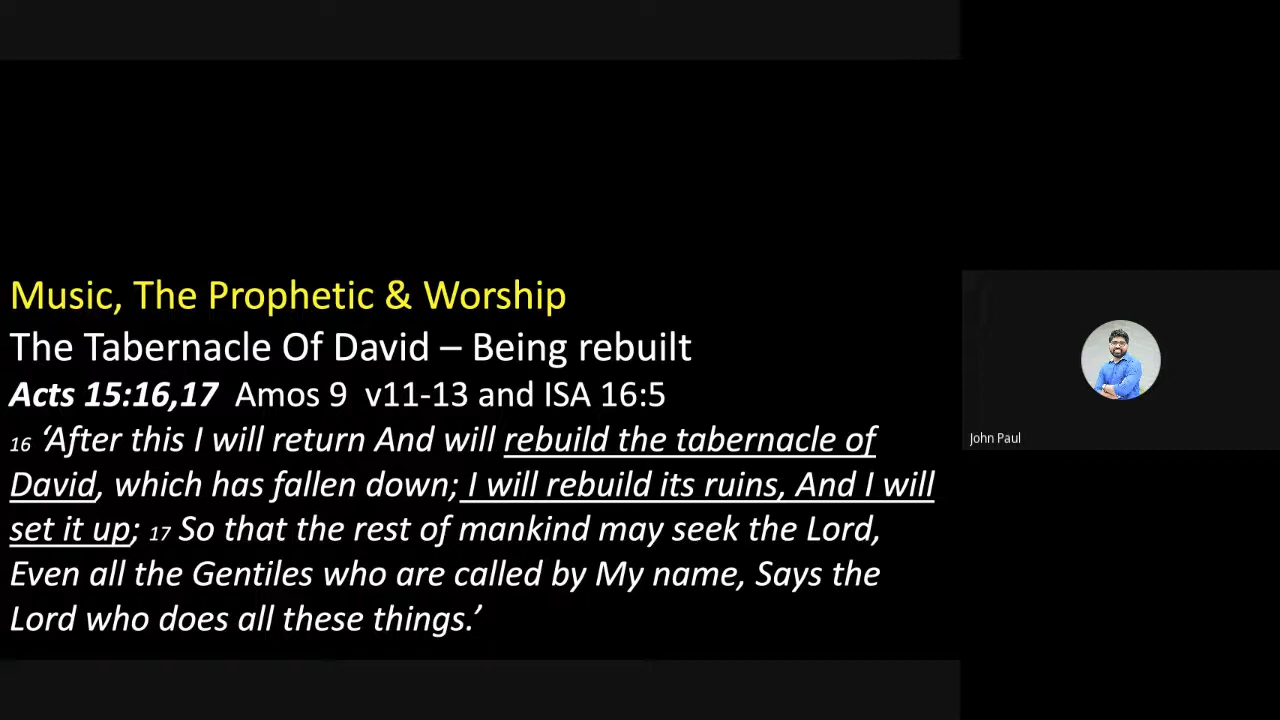 Music, The Prophetic & Worship
The Tabernacle Of David – Being rebuilt
Acts 15:16,17  Amos 9  v11-13 and ISA 16:5
16 ‘After this I will return And will rebuild the tabernacle of
David, which has fallen down; I will rebuild its ruins, And I will
set it up; 17 So that the rest of mankind may seek the Lord,
Even all the Gentiles who are called by My name, Says the
Lord who does all these things.’
John Paul